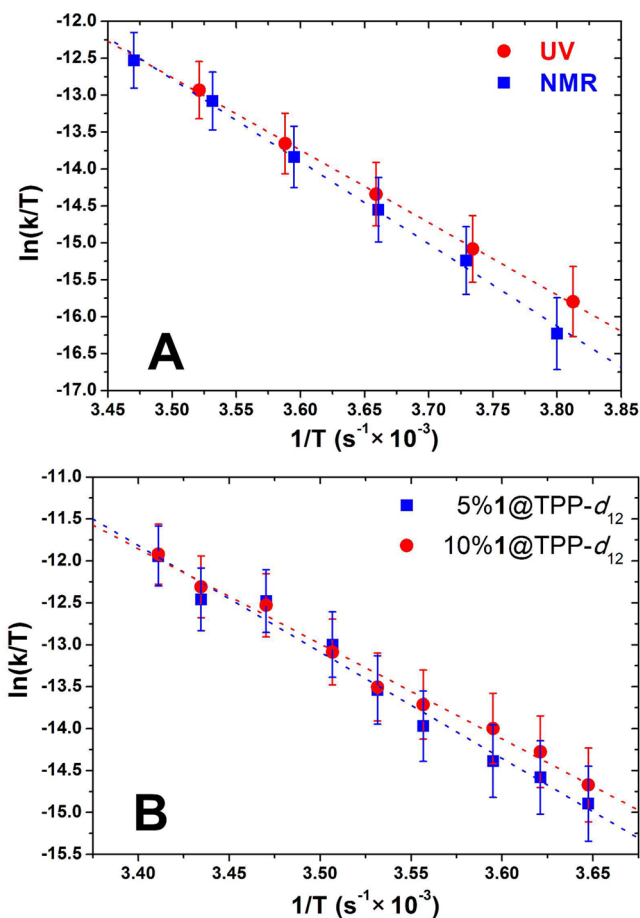 -12.0
-12.5
-13.0
-13.5
-14.0
-14.5
-15.0
-15.5
-16.0
-16.5
-17.0
ln(k/T)
UV
NMR
A
3.45 3.50 3.55 3.60 3.65 3.70 3.75 3.80 3.85
1/T (s⁻¹× 10⁻³)
-11.0
-11.5
-12.0
-12.5
-13.0
-13.5
-14.0
-14.5
-15.0
-15.5
ln(k/T)
5%1@TPP-d₁₂
10%1@TPP-d₁₂
B
3.40 3.45 3.50 3.55 3.60 3.65
1/T (s⁻¹× 10⁻³)